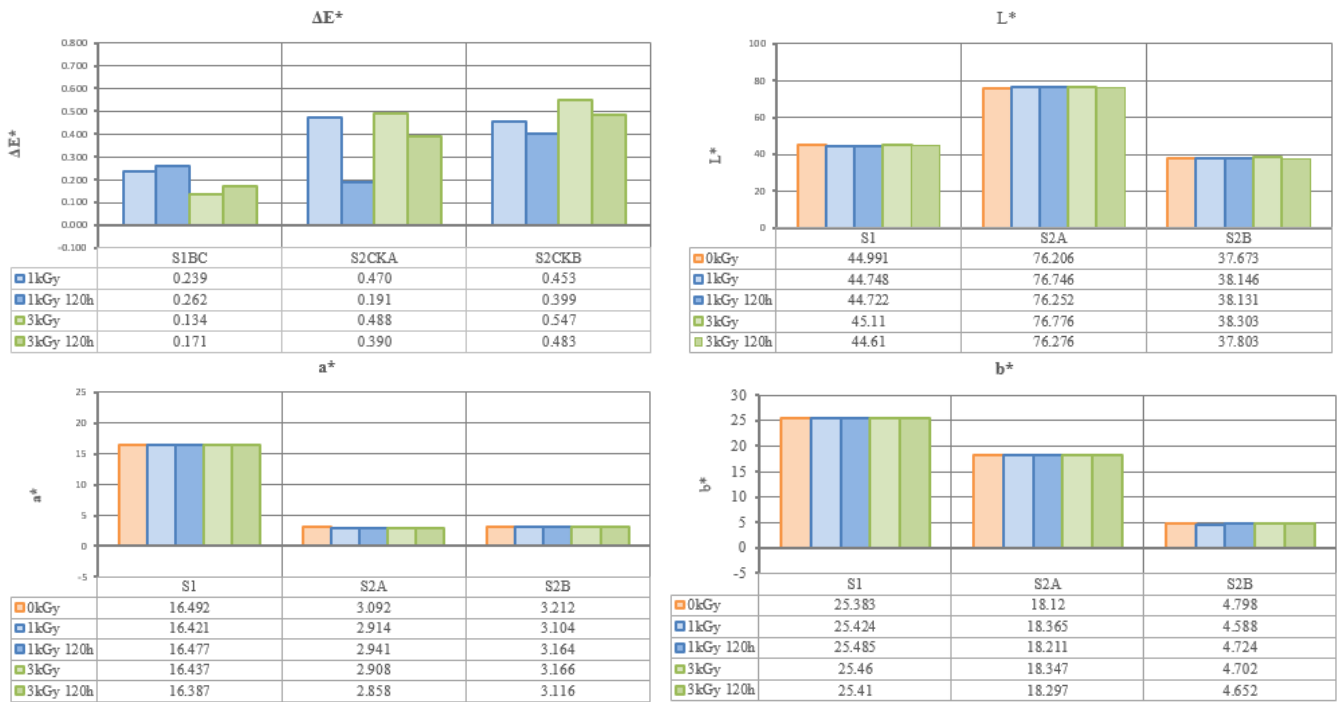 ΔE*
0.800
0.700
0.600
0.500
0.400
0.300
0.200
0.100
0.000
-0.100
ΔE*
S1BC S2CKA S2CKB
1kGy 0.239 0.470 0.453
1kGy 120h 0.262 0.191 0.399
3kGy 0.134 0.488 0.547
3kGy 120h 0.171 0.390 0.483
L*
100
80
60
40
20
0
L*
S1 S2A S2B
0kGy 44.991 76.206 37.673
1kGy 44.748 76.746 38.146
1kGy 120h 44.722 76.252 38.131
3kGy 45.11 76.776 38.303
3kGy 120h 44.61 76.276 37.803
a*
25
20
15
10
5
0
-5
a*
S1 S2A S2B
0kGy 16.492 3.092 3.212
1kGy 16.421 2.914 3.104
1kGy 120h 16.477 2.941 3.164
3kGy 16.437 2.908 3.166
3kGy 120h 16.387 2.858 3.116
b*
30
25
20
15
10
5
0
-5
b*
S1 S2A S2B
0kGy 25.383 18.12 4.798
1kGy 25.424 18.365 4.588
1kGy 120h 25.485 18.211 4.724
3kGy 25.46 18.347 4.702
3kGy 120h 25.41 18.297 4.652